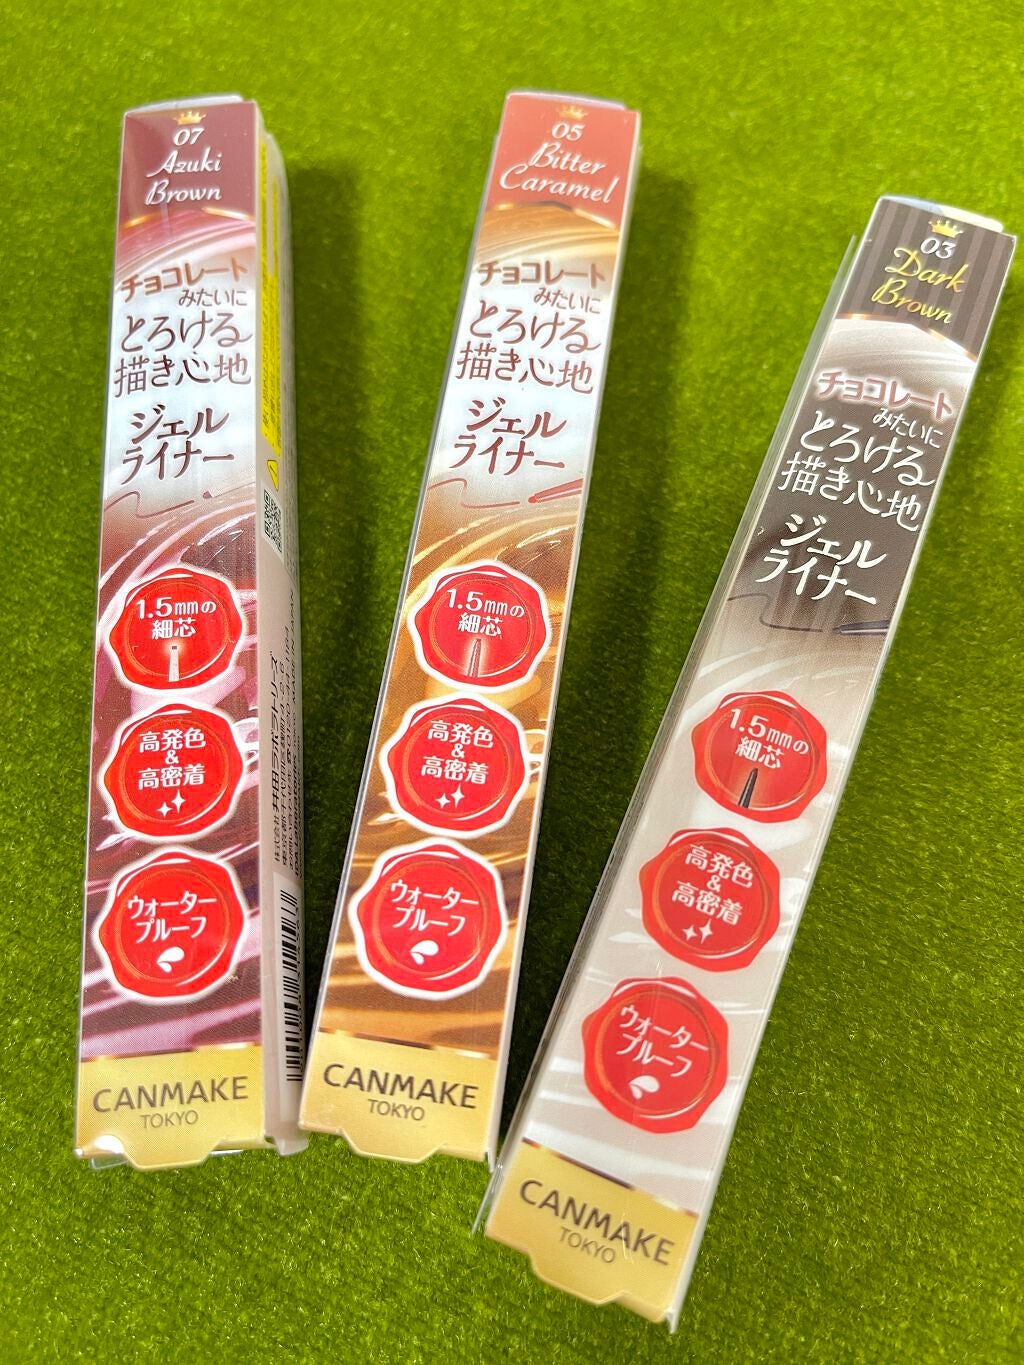 07
Azuki
Brown
チョコレート
みたいに
とろける
描き心地
ジェル
ライナー
1.5mmの
細芯
高発色
&
高密着
ウォーター
プルーフ
CANMAKE
TOKYO
05
Bitter
Caramel
チョコレート
みたいに
とろける
描き心地
ジェル
ライナー
1.5mmの
細芯
高発色
&
高密着
ウォーター
プルーフ
CANMAKE
TOKYO
03
Dark
Brown
チョコレート
みたいに
とろける
描き心地
ジェル
ライナー
1.5mmの
細芯
高発色
&
高密着
ウォーター
プルーフ
CANMAKE
TOKYO